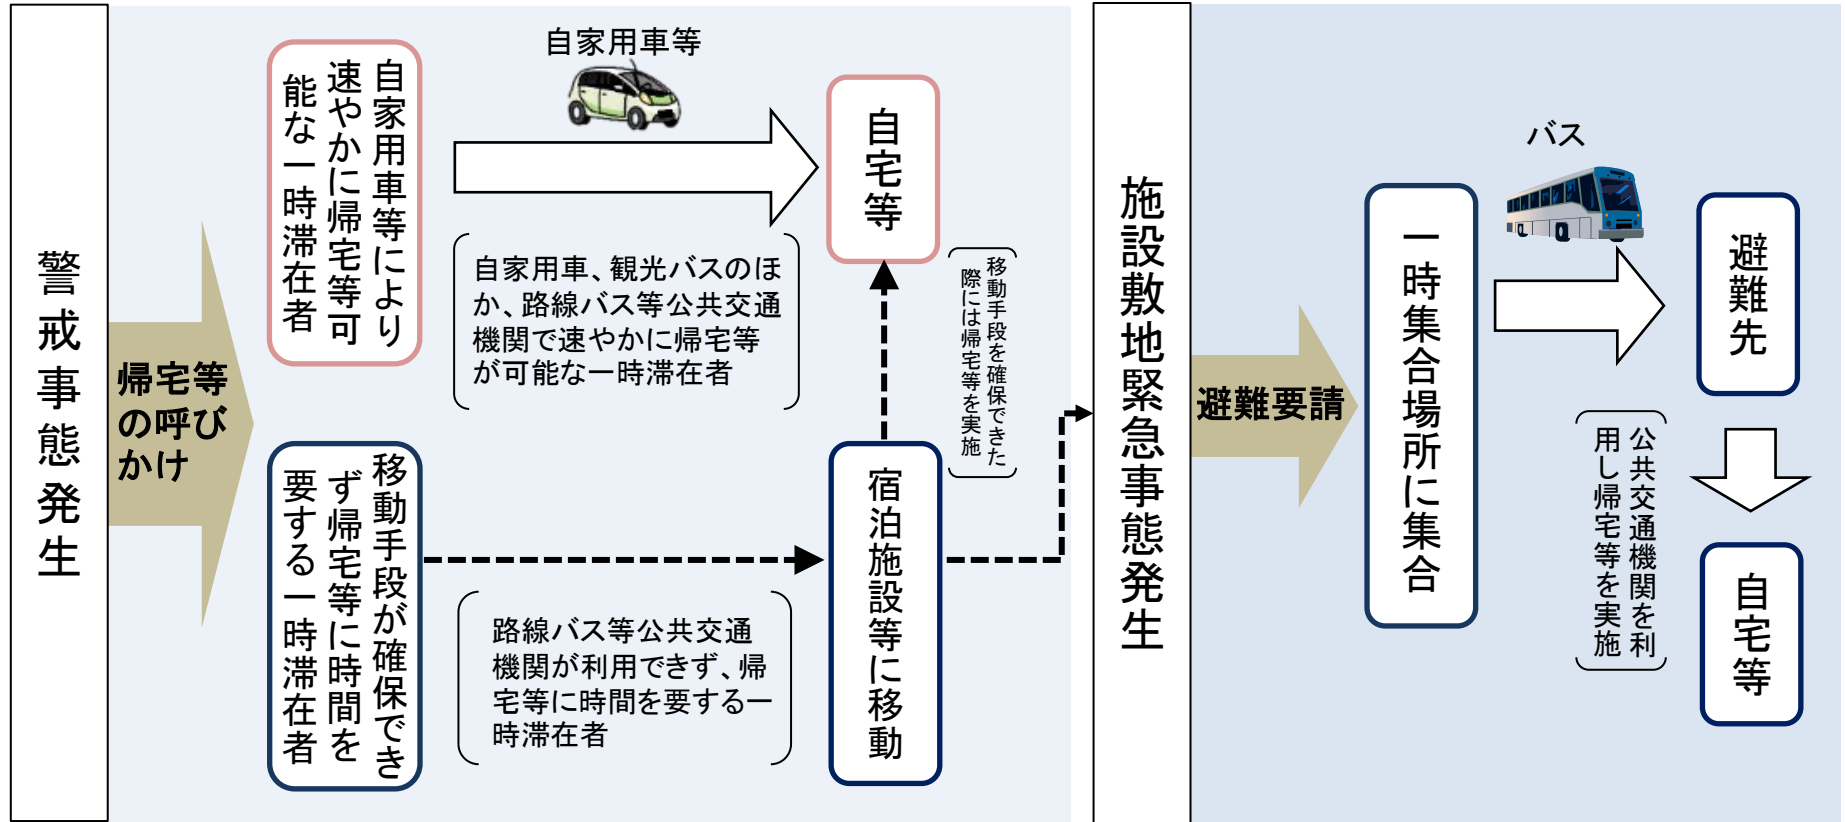 警戒事態発生
帰宅等
の呼び
かけ
自家用車等により
速やかに帰宅等可
能な一時滞在者
自家用車等
自宅等
自家用車、観光バスのほ
か、路線バス等公共交通
機関で速やかに帰宅等
が可能な一時滞在者
移動手段を確保できた
際には帰宅等を実施
移動手段が確保でき
ず帰宅等に時間を
要する一時滞在者
路線バス等公共交通
機関が利用できず、帰
宅等に時間を要する一
時滞在者
宿泊施設等に移動
施設敷地緊急事態発生
避難要請
一時集合場所に集合
バス
避難先
公共交通機関を利
用し帰宅等を実施
自宅等